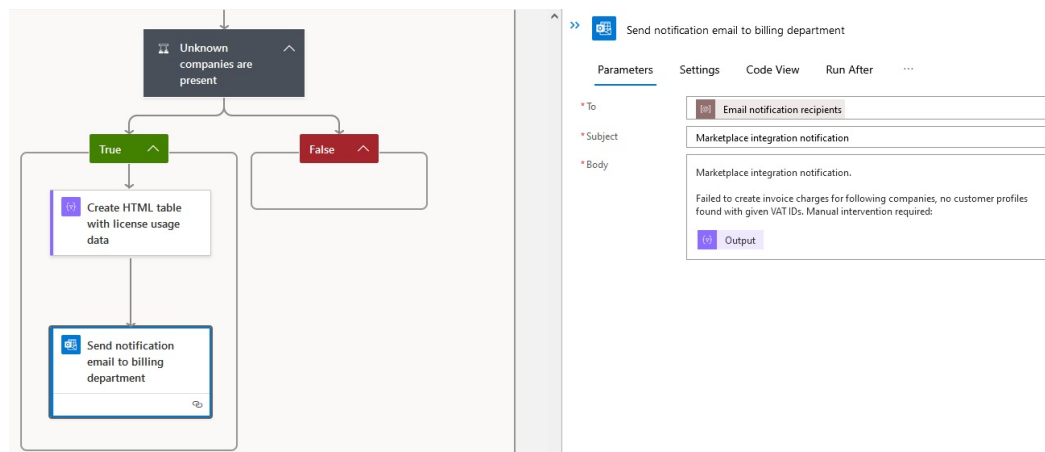 Unknown
companies are
present
True
False
Create HTML table
with license usage
data
Send notification
email to billing
department
Send notification email to billing department
Parameters Settings Code View Run After ...
* To
Email notification recipients
* Subject
Marketplace integration notification
* Body
Marketplace integration notification.
Failed to create invoice charges for following companies, no customer profiles
found with given VAT IDs. Manual intervention required:
Output